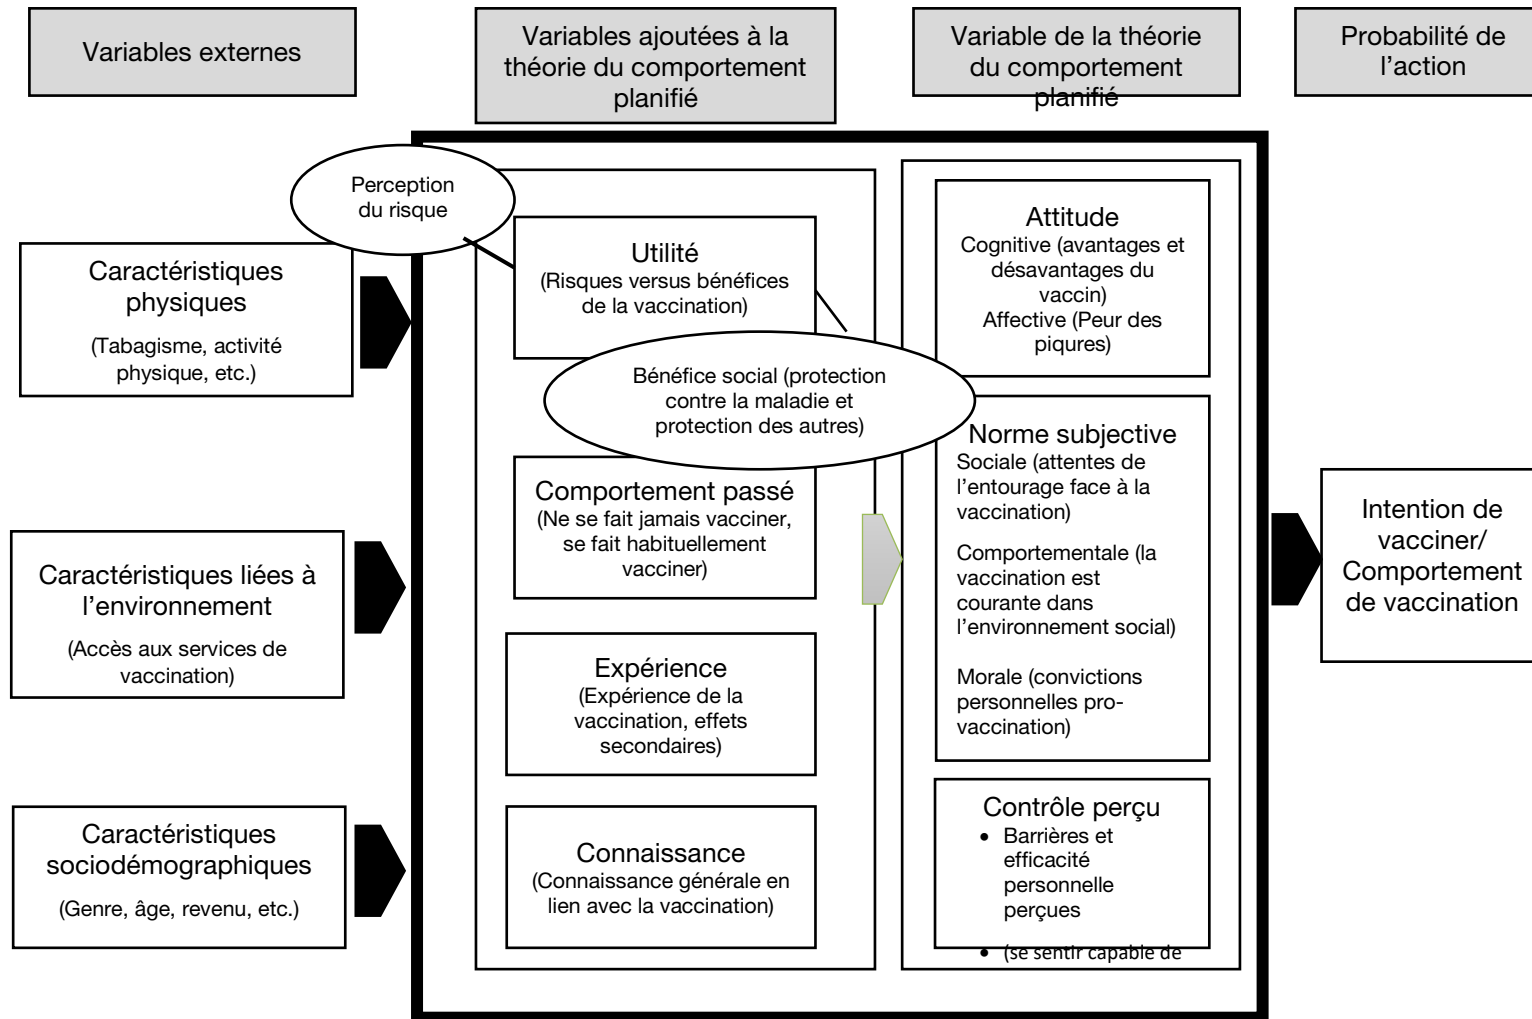 Variables externes
Variables ajoutées à la
théorie du comportement
planifié
Variable de la théorie
du comportement
planifié
Probabilité de
l’action
Caractéristiques
physiques
(Tabagisme, activité
physique, etc.)
Caractéristiques liées à
l’environnement
(Accès aux services de
vaccination)
Caractéristiques
sociodémographiques
(Genre, âge, revenu, etc.)
Perception
du risque
Utilité
(Risques versus bénéfices
de la vaccination)
Bénéfice social (protection
contre la maladie et
protection des autres)
Comportement passé
(Ne se fait jamais vacciner,
se fait habituellement
vacciner)
Expérience
(Expérience de la
vaccination, effets
secondaires)
Connaissance
(Connaissance générale en
lien avec la vaccination)
Attitude
Cognitive (avantages et
désavantages du
vaccin)
Affective (Peur des
piqures)
Norme subjective
Sociale (attentes de
l’entourage face à la
vaccination)
Comportementale (la
vaccination est
courante dans
l’environnement social)
Morale (convictions
personnelles pro-
vaccination)
Contrôle perçu
• Barrières et
efficacité
personnelle
perçues
• (se sentir capable de
Intention de
vacciner/
Comportement
de vaccination